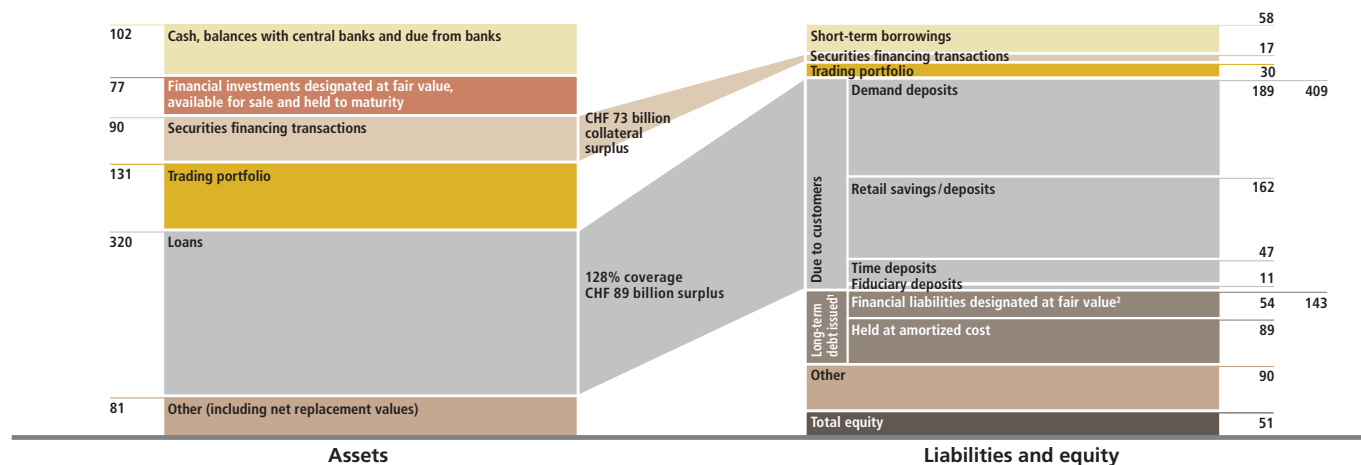 102
Cash, balances with central banks and due from banks
77
Financial investments designated at fair value,
available for sale and held to maturity
90
Securities financing transactions
131
Trading portfolio
320
Loans
81
Other (including net replacement values)
Assets
CHF 73 billion
collateral
surplus
128% coverage
CHF 89 billion surplus
58
Short-term borrowings
17
Securities financing transactions
Trading portfolio
30
Due to customers
Demand deposits
189
409
Retail savings/deposits
162
47
Time deposits
11
Fiduciary deposits
Long-term
debt issued¹
Financial liabilities designated at fair value²
54
143
Held at amortized cost
89
Other
90
Total equity
51
Liabilities and equity